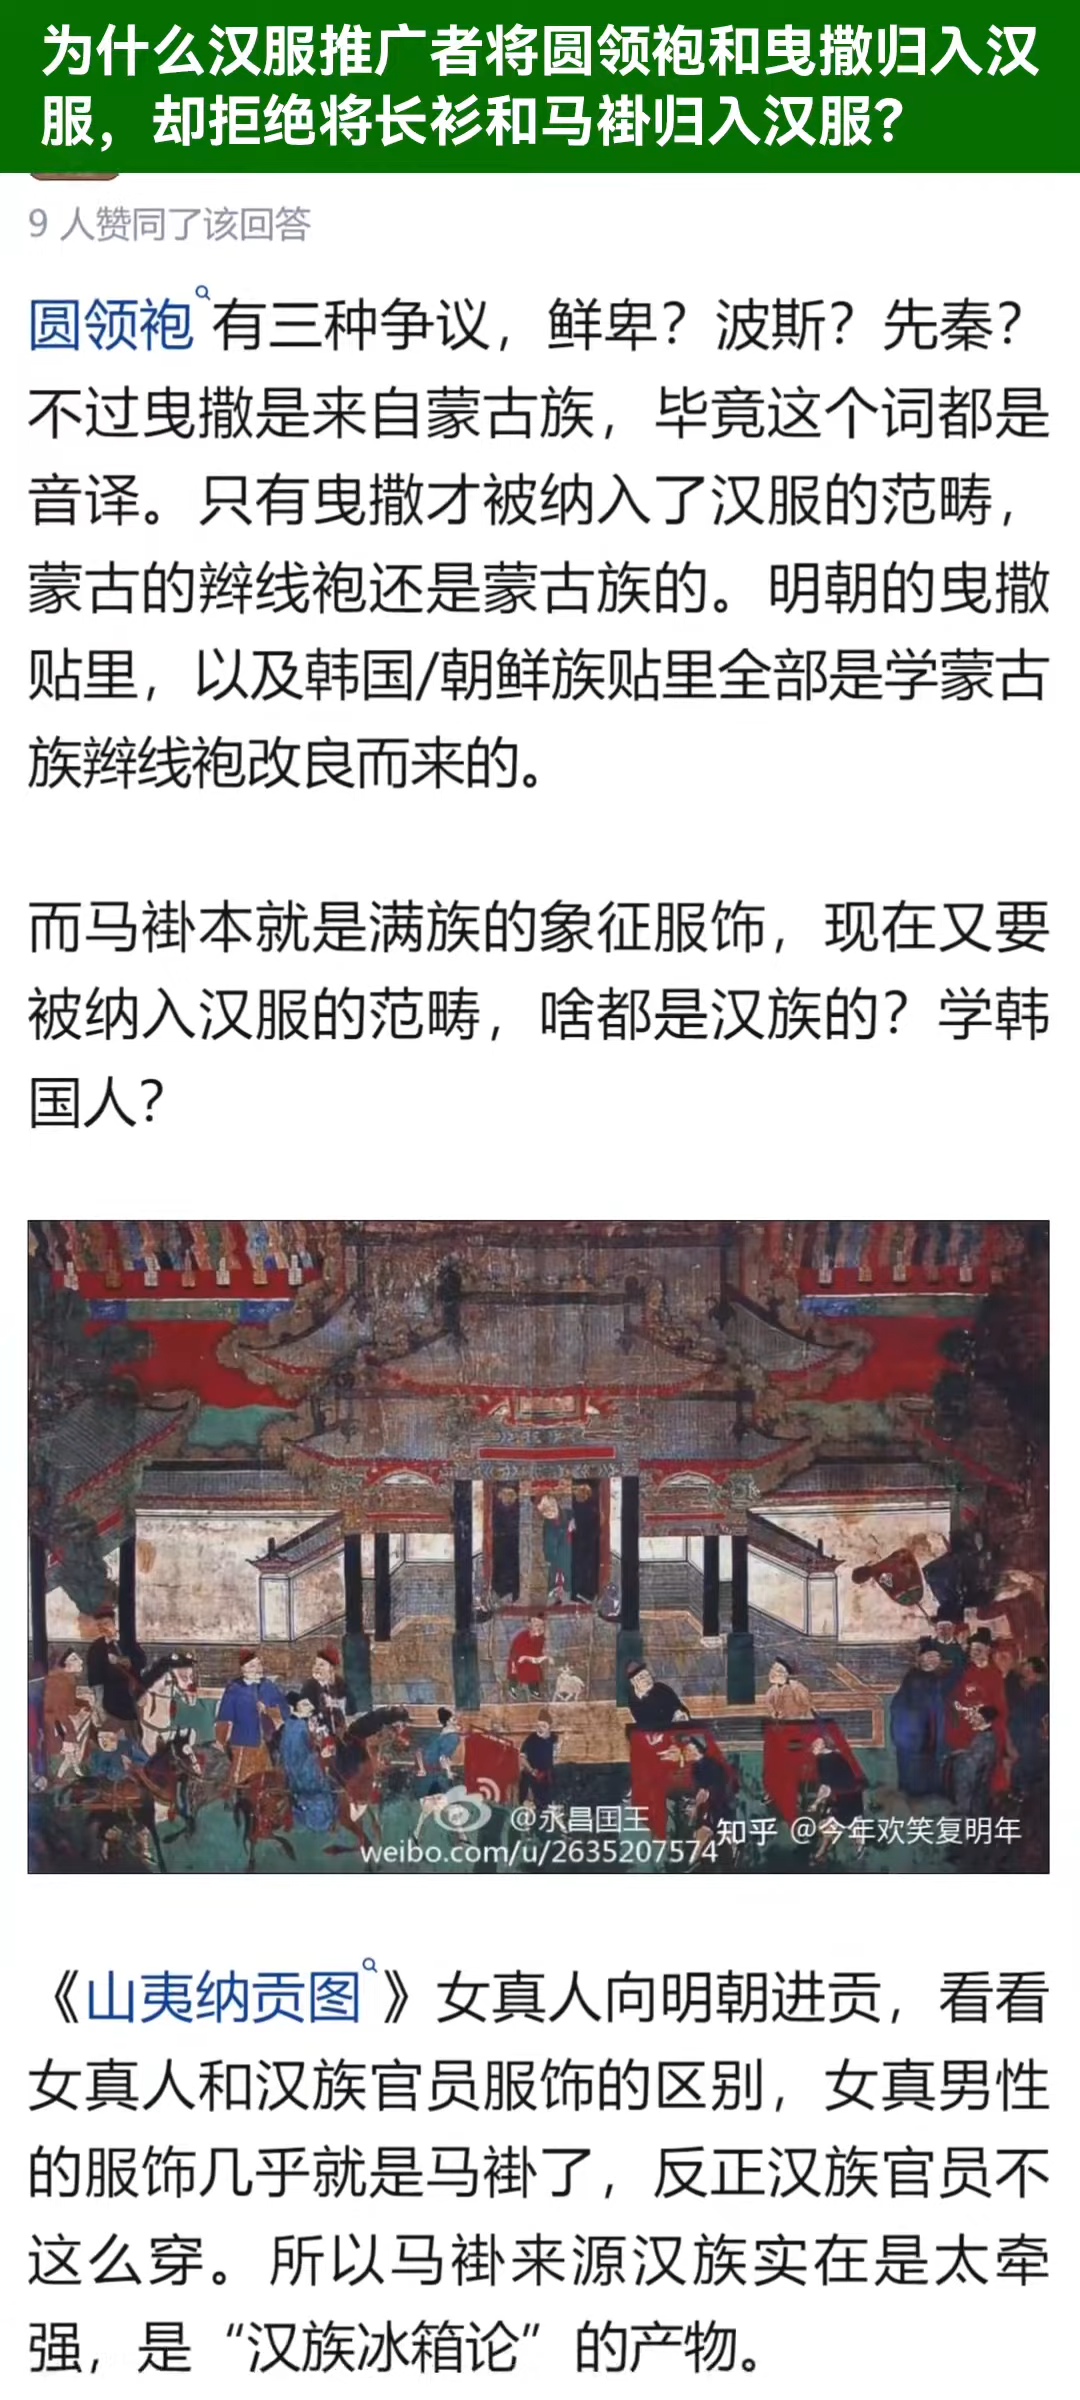 为什么汉服推广者将圆领袍和曳撒归入汉
服，却拒绝将长衫和马褂归入汉服？
9 人赞同了该回答
圆领袍有三种争议，鲜卑？波斯？先秦？
不过曳撒是来自蒙古族，毕竟这个词都是
音译。只有曳撒才被纳入了汉服的范畴，
蒙古的辫线袍还是蒙古族的。明朝的曳撒
贴里，以及韩国/朝鲜族贴里全部是学蒙古
族辫线袍改良而来的。
而马褂本就是满族的象征服饰，现在又要
被纳入汉服的范畴，啥都是汉族的？学韩
国人？
@永昌国王
weibo.com/u/2635207574
知乎 @今年欢笑复明年
《山夷纳贡图》女真人向明朝进贡，看看
女真人和汉族官员服饰的区别，女真男性
的服饰几乎就是马褂了，反正汉族官员不
这么穿。所以马褂来源汉族实在是太牵
强，是“汉族冰箱论”的产物。